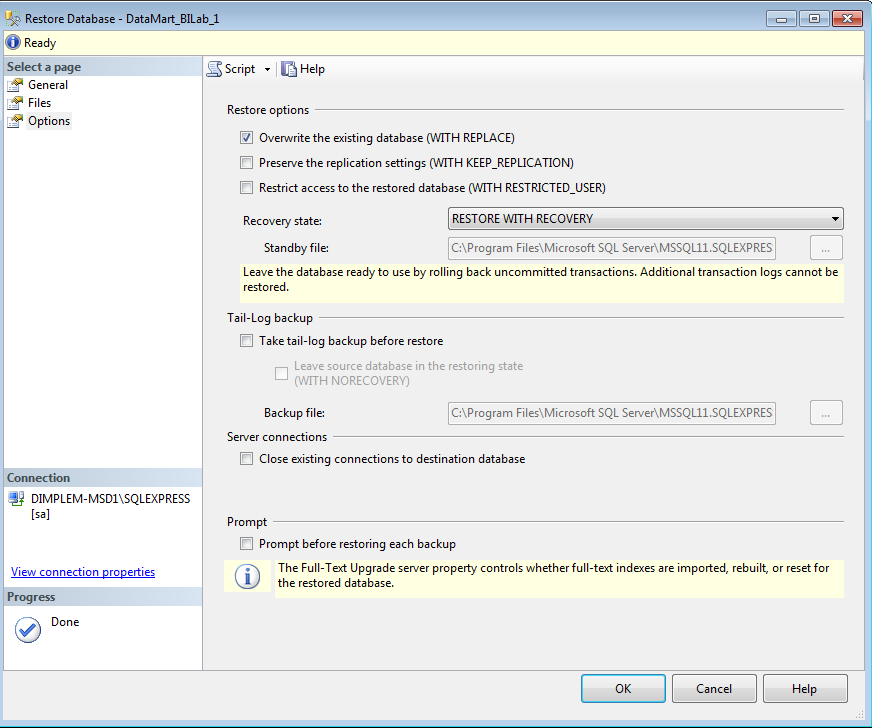 Restore Database - DataMart_BILab_1
Ready
Select a page
General
Files
Options
Script
Help
Restore options
Overwrite the existing database (WITH REPLACE)
Preserve the replication settings (WITH KEEP_REPLICATION)
Restrict access to the restored database (WITH RESTRICTED_USER)
Recovery state:
RESTORE WITH RECOVERY
Standby file:
C:\Program Files\Microsoft SQL Server\MSSQL11.SQLEXPRES
...
Leave the database ready to use by rolling back uncommitted transactions. Additional transaction logs cannot be
restored.
Tail-Log backup
Take tail-log backup before restore
Leave source database in the restoring state
(WITH NORECOVERY)
Backup file:
C:\Program Files\Microsoft SQL Server\MSSQL11.SQLEXPRES
...
Server connections
Close existing connections to destination database
Prompt
Prompt before restoring each backup
The Full-Text Upgrade server property controls whether full-text indexes are imported, rebuilt, or reset for
the restored database.
Connection
DIMPLEM-MSD1\SQLEXPRESS
[sa]
View connection properties
Progress
Done
OK
Cancel
Help